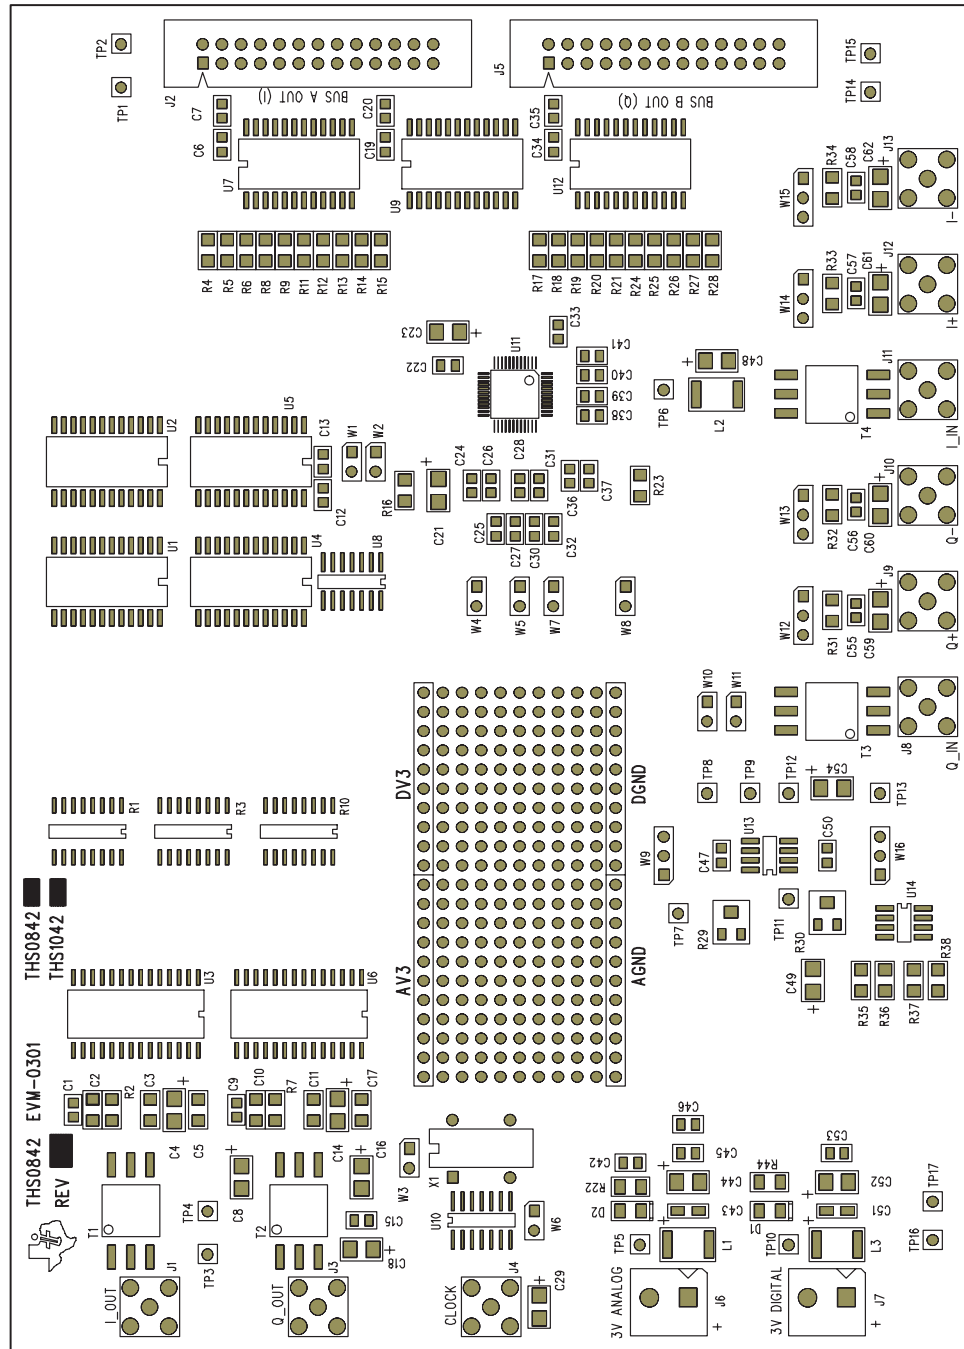 TP2
TP1
J2
BUS A OUT (I)
J5
BUS B OUT (Q)
TP15
TP14
C7
C6
C20
C19
C35
C34
U7
U9
U12
R34
C58
C62
J13
W15
I-
R4
R5
R6
R8
R9
R11
R12
R13
R14
R15
R17
R18
R19
R20
R21
R24
R25
R26
R27
R28
R33
C57
C61
J12
W14
I+
C23
C22
U11
C33
C41
C40
C39
C38
TP6
C48
L2
T4
J11
I_IN
U2
U5
C13
C12
W1
W2
R16
C21
C24
C26
C28
C31
C36
C37
R23
C25
C27
C30
C32
W13
R32
C56
C60
J10
Q-
U1
U4
U8
W4
W5
W7
W8
W12
R31
C55
C59
J9
Q+
W10
W11
T3
J8
Q_IN
DV3
DGND
TP8
TP9
TP12
C54
TP13
R1
R3
R10
W9
C47
U13
C50
W16
THS0842
THS1042
AV3
AGND
TP7
R29
TP11
R30
U14
U3
U6
C49
R35
R36
R37
R38
EVM-0301
C1
C2
R2
C3
C4
C5
C9
C10
R7
C11
C14
C17
THS0842
REV
T1
TP4
TP3
C8
T2
C16
C15
C18
W3
X1
U10
W6
C46
C45
C42
R22
D2
C44
C43
R44
D1
C53
C52
C51
TP17
TP16
TP5
L1
TP10
L3
I_OUT
J1
Q_OUT
J3
CLOCK
J4
C29
3V ANALOG
J6
3V DIGITAL
J7